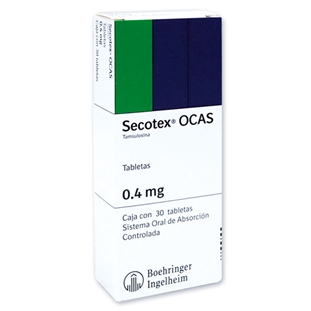 Secotex® OCAS
Tamsulosina
Tabletas
0.4 mg
Caja con 30 tabletas
Sistema Oral de Absorción
Controlada
Boehringer
Ingelheim